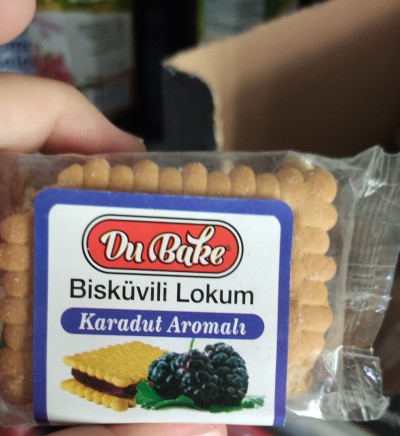 Du Bake
Bisküvili Lokum
Karadut Aromalı